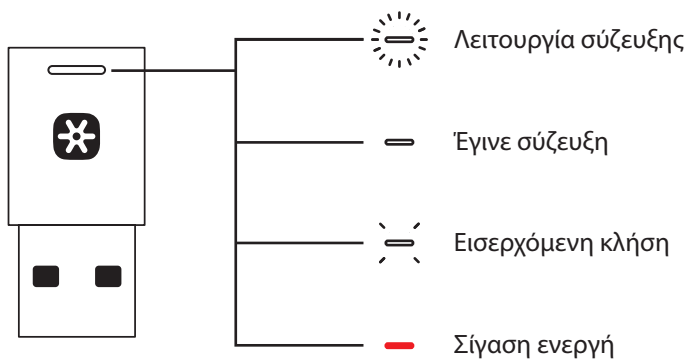 Λειτουργία σύζευξης
Έγινε σύζευξη
Εισερχόμενη κλήση
Σίγαση ενεργή